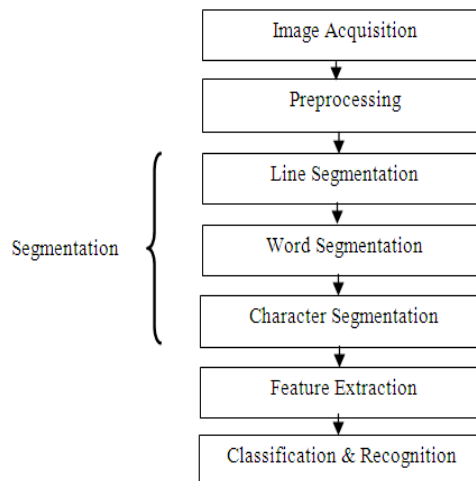 Image Acquisition
Preprocessing
Line Segmentation
Segmentation
Word Segmentation
Character Segmentation
Feature Extraction
Classification & Recognition